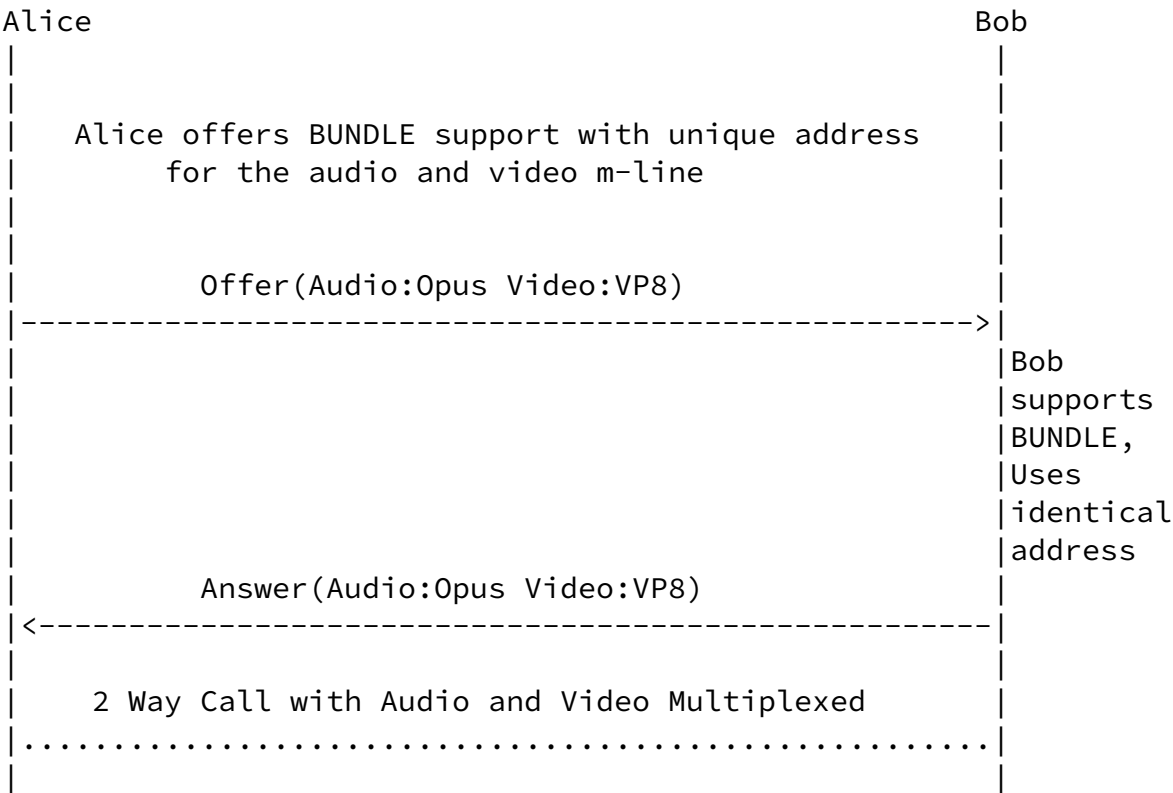 Alice Bob
Alice offers BUNDLE support with unique address
for the audio and video m-line
Offer(Audio:Opus Video:VP8)
Bob
supports
BUNDLE,
Uses
identical
address
Answer(Audio:Opus Video:VP8)
2 Way Call with Audio and Video Multiplexed